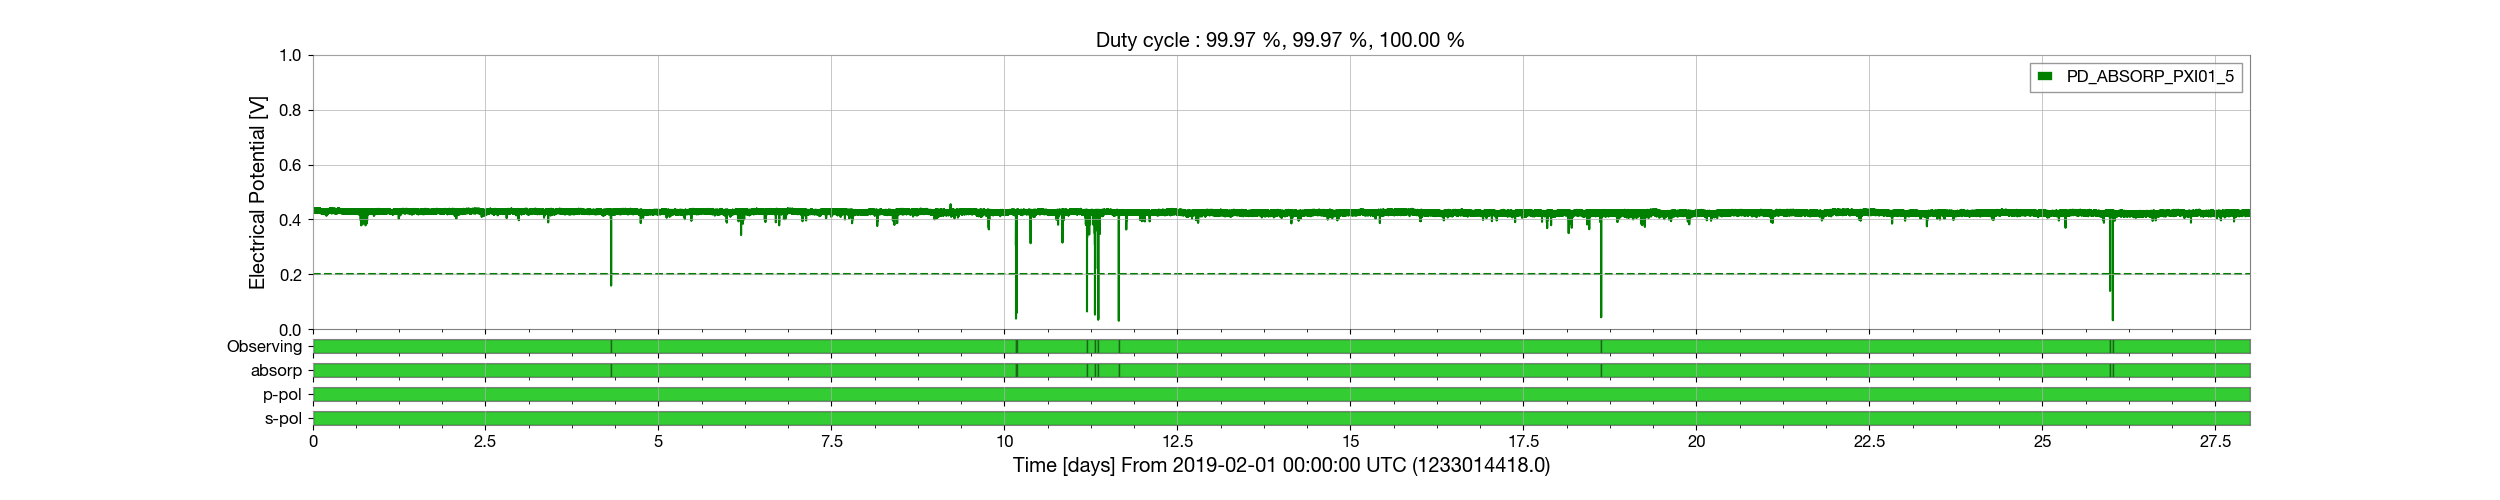 Duty cycle : 99.97 %, 99.97 %, 100.00 %
1.0
PD_ABSORP_PXI01_5
0.8
0.6
0.4
0.2
0.0
Electrical Potential [V]
Observing
absorp
p-pol
s-pol
0 2.5 5 7.5 10 12.5 15 17.5 20 22.5 25 27.5
Time [days] From 2019-02-01 00:00:00 UTC (1233014418.0)